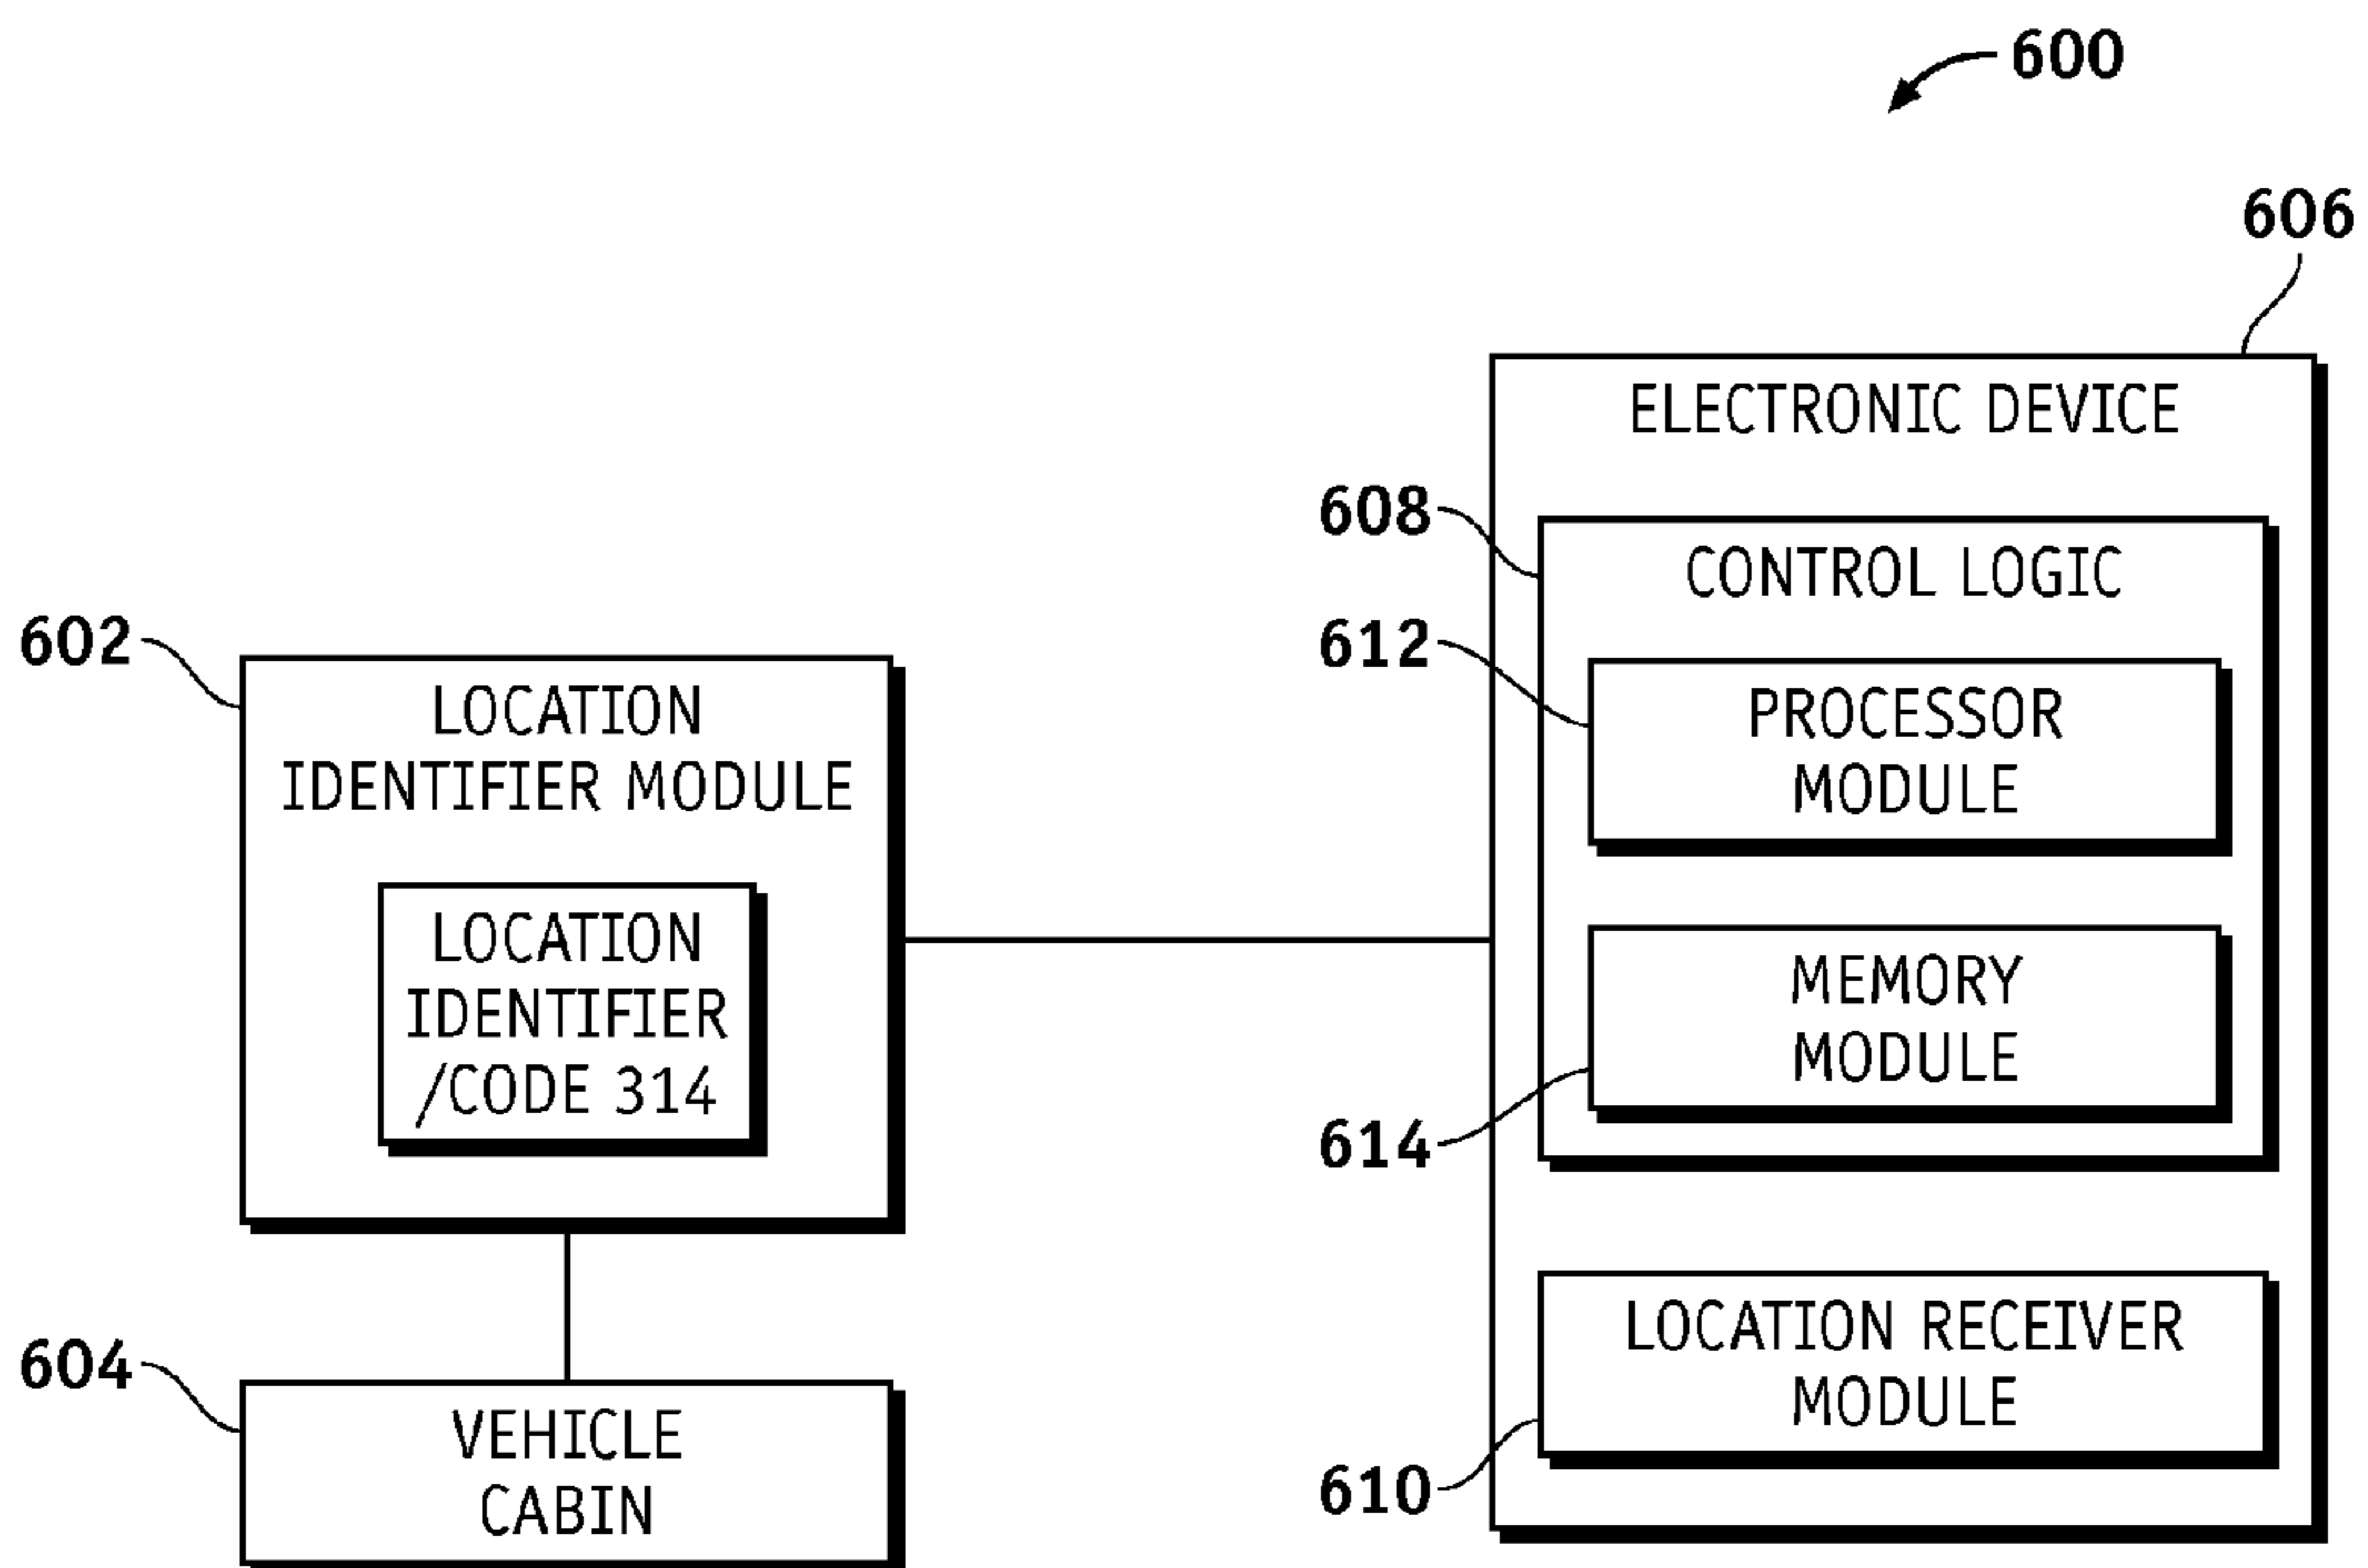 600
606
ELECTRONIC DEVICE
608
CONTROL LOGIC
612
PROCESSOR
MODULE
602
LOCATION
IDENTIFIER MODULE
LOCATION
IDENTIFIER
/CODE 314
MEMORY
MODULE
614
604
VEHICLE
CABIN
LOCATION RECEIVER
MODULE
610